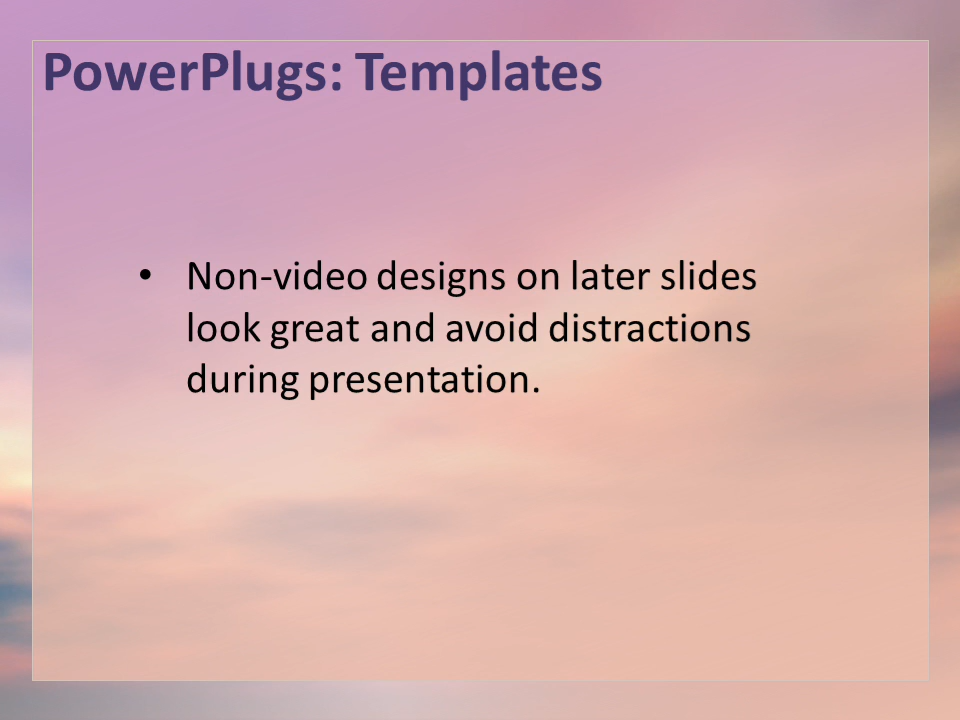 PowerPlugs: Templates
• Non-video designs on later slides
look great and avoid distractions
during presentation.